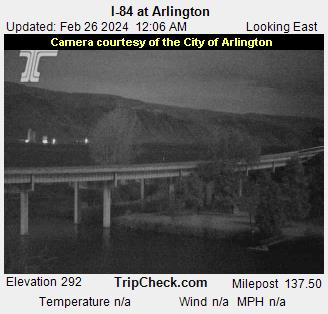 I-84 at Arlington
Updated: Feb 26 2024 12:06 AM Looking East
Camera courtesy of the City of Arlington
Elevation 292 TripCheck.com Milepost 137.50
Temperature n/a Wind n/a MPH n/a